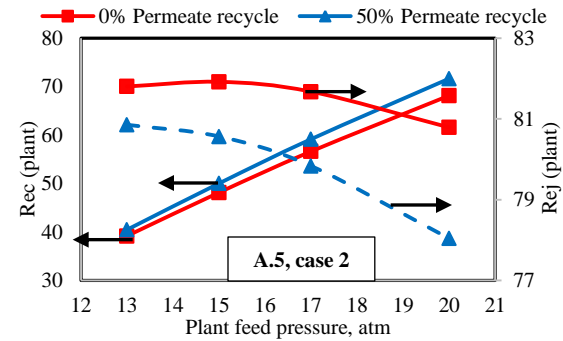 0% Permeate recycle 50% Permeate recycle
80 83
70
81
60
50
79
40
30 77
12 13 14 15 16 17 18 19 20 21
Rec (plant)
Rej (plant)
A.5, case 2
Plant feed pressure, atm